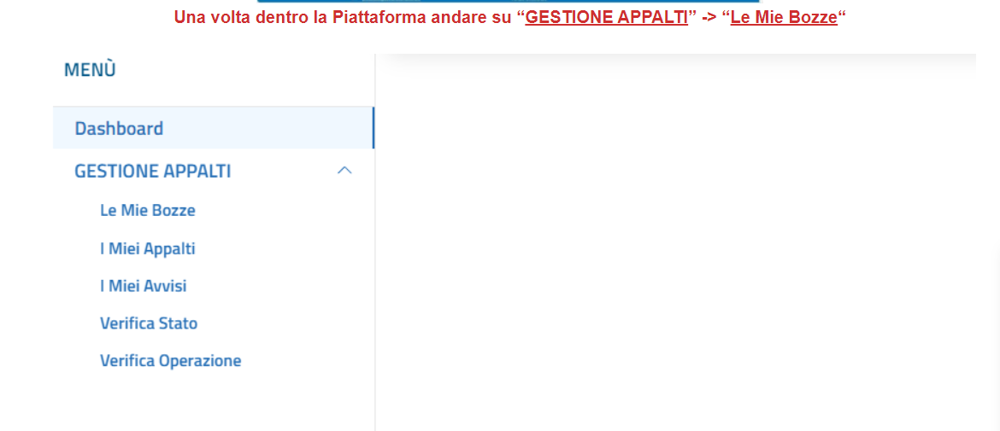 Una volta dentro la Piattaforma andare su “GESTIONE APPALTI” -> “Le Mie Bozze“
MENÙ
Dashboard
GESTIONE APPALTI
Le Mie Bozze
I Miei Appalti
I Miei Avvisi
Verifica Stato
Verifica Operazione